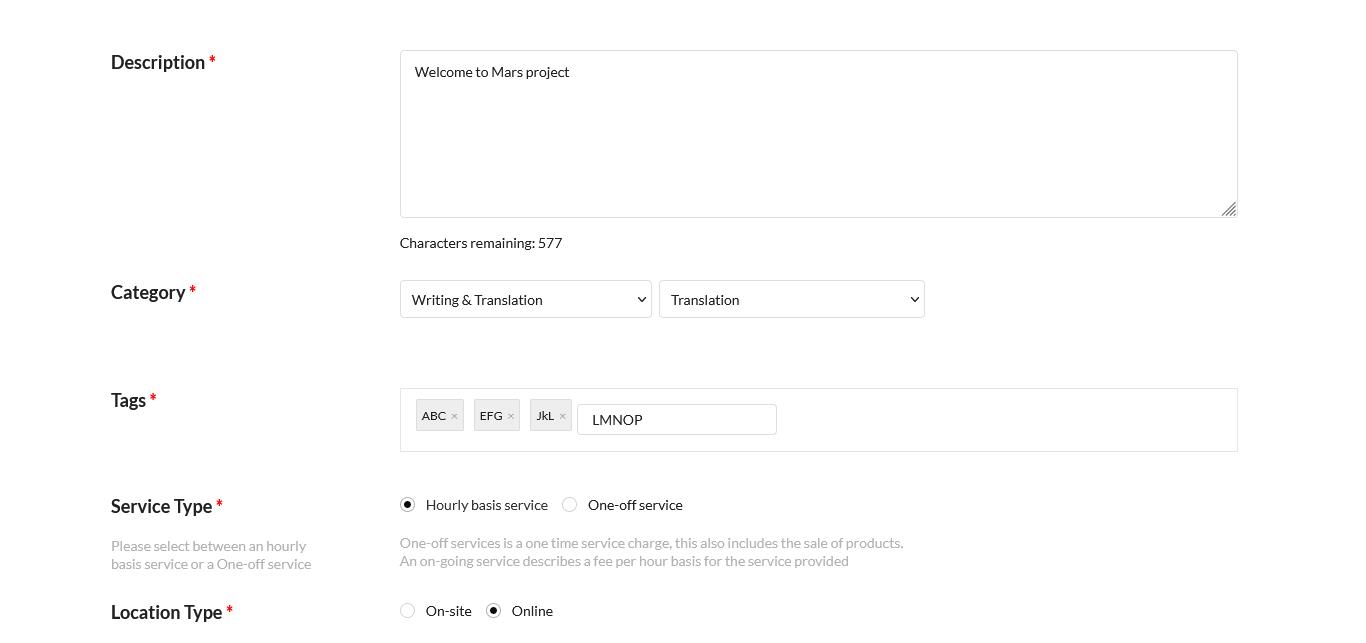 Description *
Welcome to Mars project
Characters remaining: 577
Category *
Writing & Translation
Translation
Tags *
ABC ×
EFG ×
JkL ×
LMNOP
Service Type *
Hourly basis service
One-off service
Please select between an hourly
basis service or a One-off service
One-off services is a one time service charge, this also includes the sale of products.
An on-going service describes a fee per hour basis for the service provided
Location Type *
On-site
Online